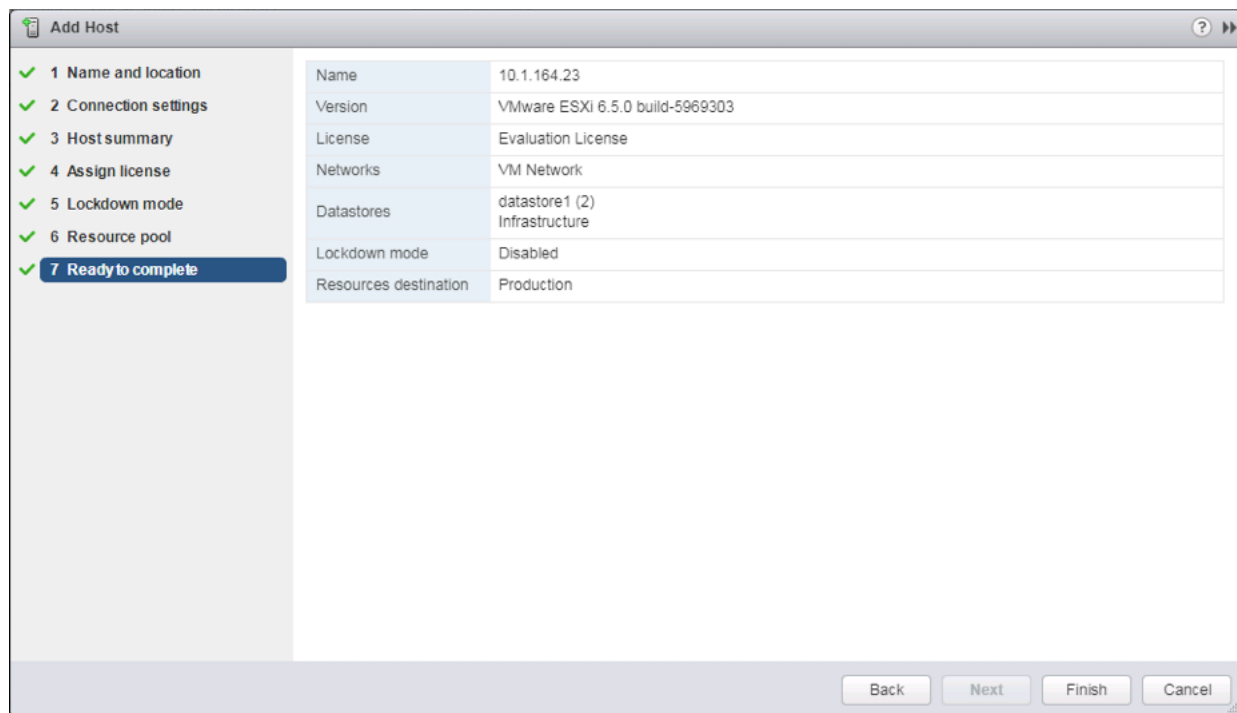 Add Host
?
1 Name and location
2 Connection settings
3 Host summary
4 Assign license
5 Lockdown mode
6 Resource pool
7 Ready to complete
Name 10.1.164.23
Version VMware ESXi 6.5.0 build-5969303
License Evaluation License
Networks VM Network
Datastores datastore1 (2)
Infrastructure
Lockdown mode Disabled
Resources destination Production
Back Next Finish Cancel